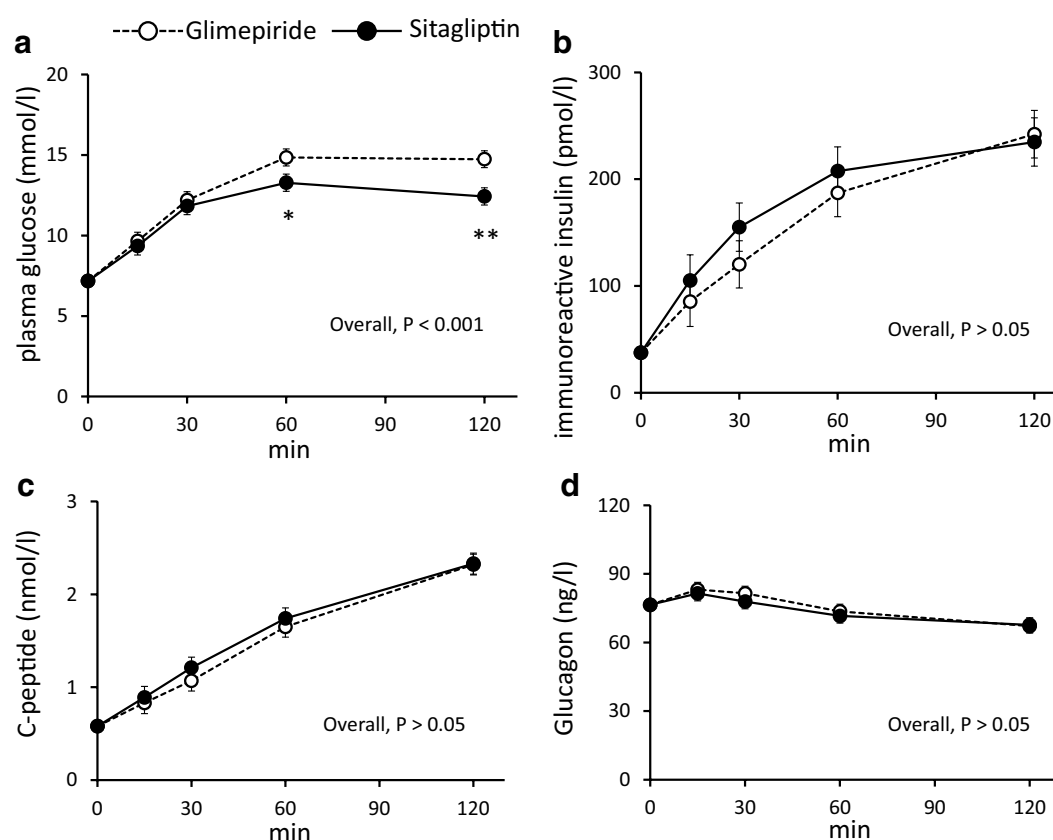 Glimepiride Sitagliptin
a
plasma glucose (mmol/l)
20
15
10
5
0
*
**
Overall, P < 0.001
0 30 60 90 120
min
b
immunoreactive insulin (pmol/l)
300
200
100
0
Overall, P > 0.05
0 30 60 90 120
min
c
C-peptide (nmol/l)
3
2
1
0
Overall, P > 0.05
0 30 60 90 120
min
d
Glucagon (ng/l)
120
90
60
30
0
Overall, P > 0.05
0 30 60 90 120
min